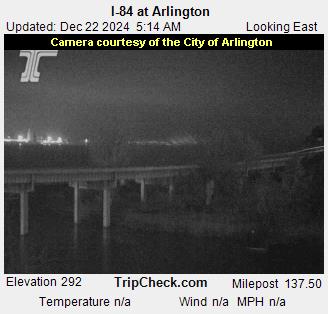 I-84 at Arlington
Updated: Dec 22 2024 5:14 AM Looking East
Camera courtesy of the City of Arlington
Elevation 292 TripCheck.com Milepost 137.50
Temperature n/a Wind n/a MPH n/a